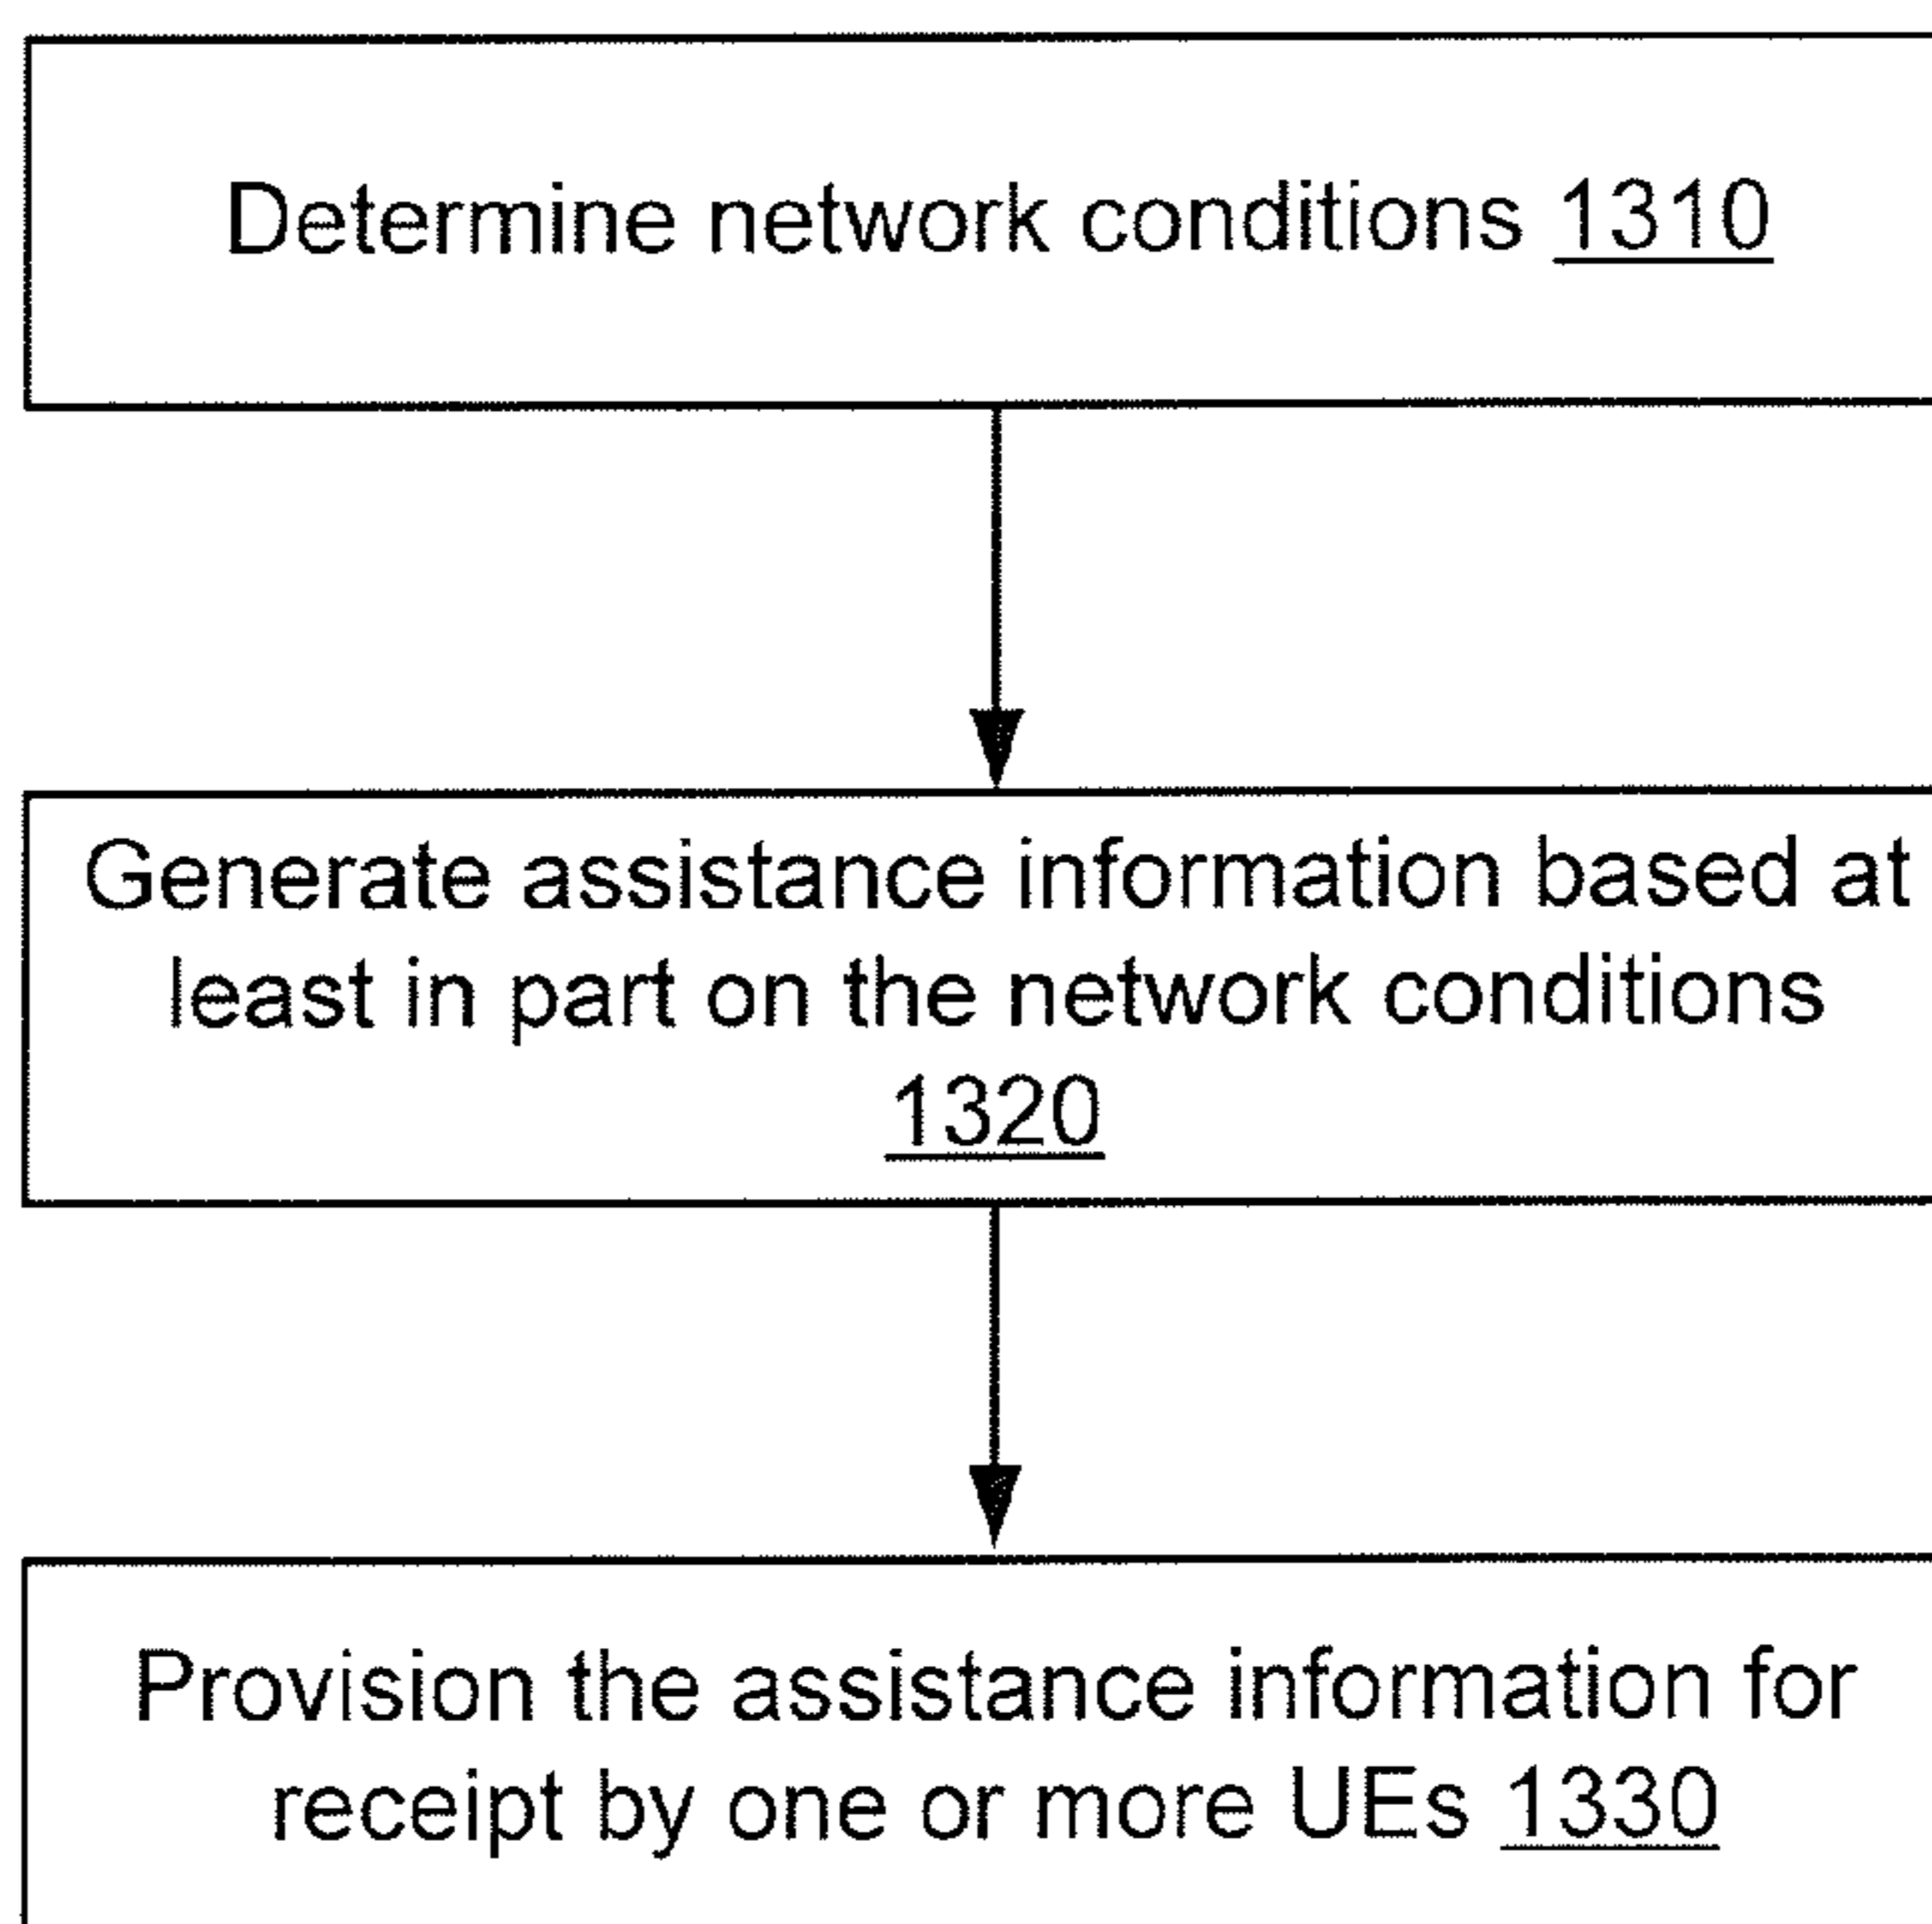 Determine network conditions 1310
Generate assistance information based at
least in part on the network conditions
1320
Provision the assistance information for
receipt by one or more UEs 1330